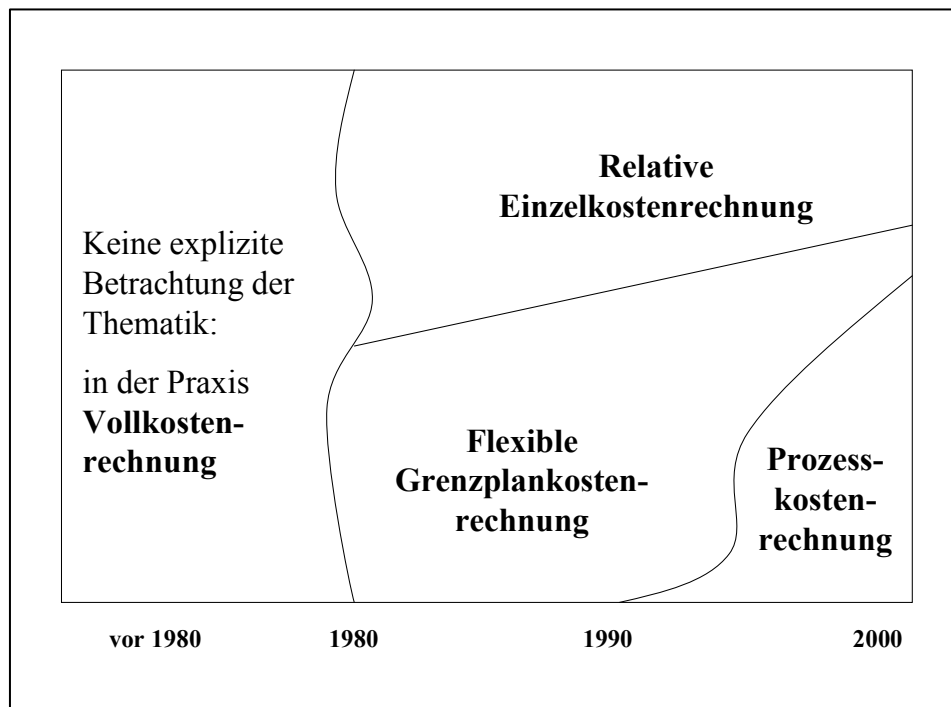 Relative
Einzelkostenrechnung
Keine explizite
Betrachtung der
Thematik:
in der Praxis
Vollkosten-
rechnung
Flexible
Grenzplankosten-
rechnung
Prozess-
kosten-
rechnung
vor 1980
1980
1990
2000